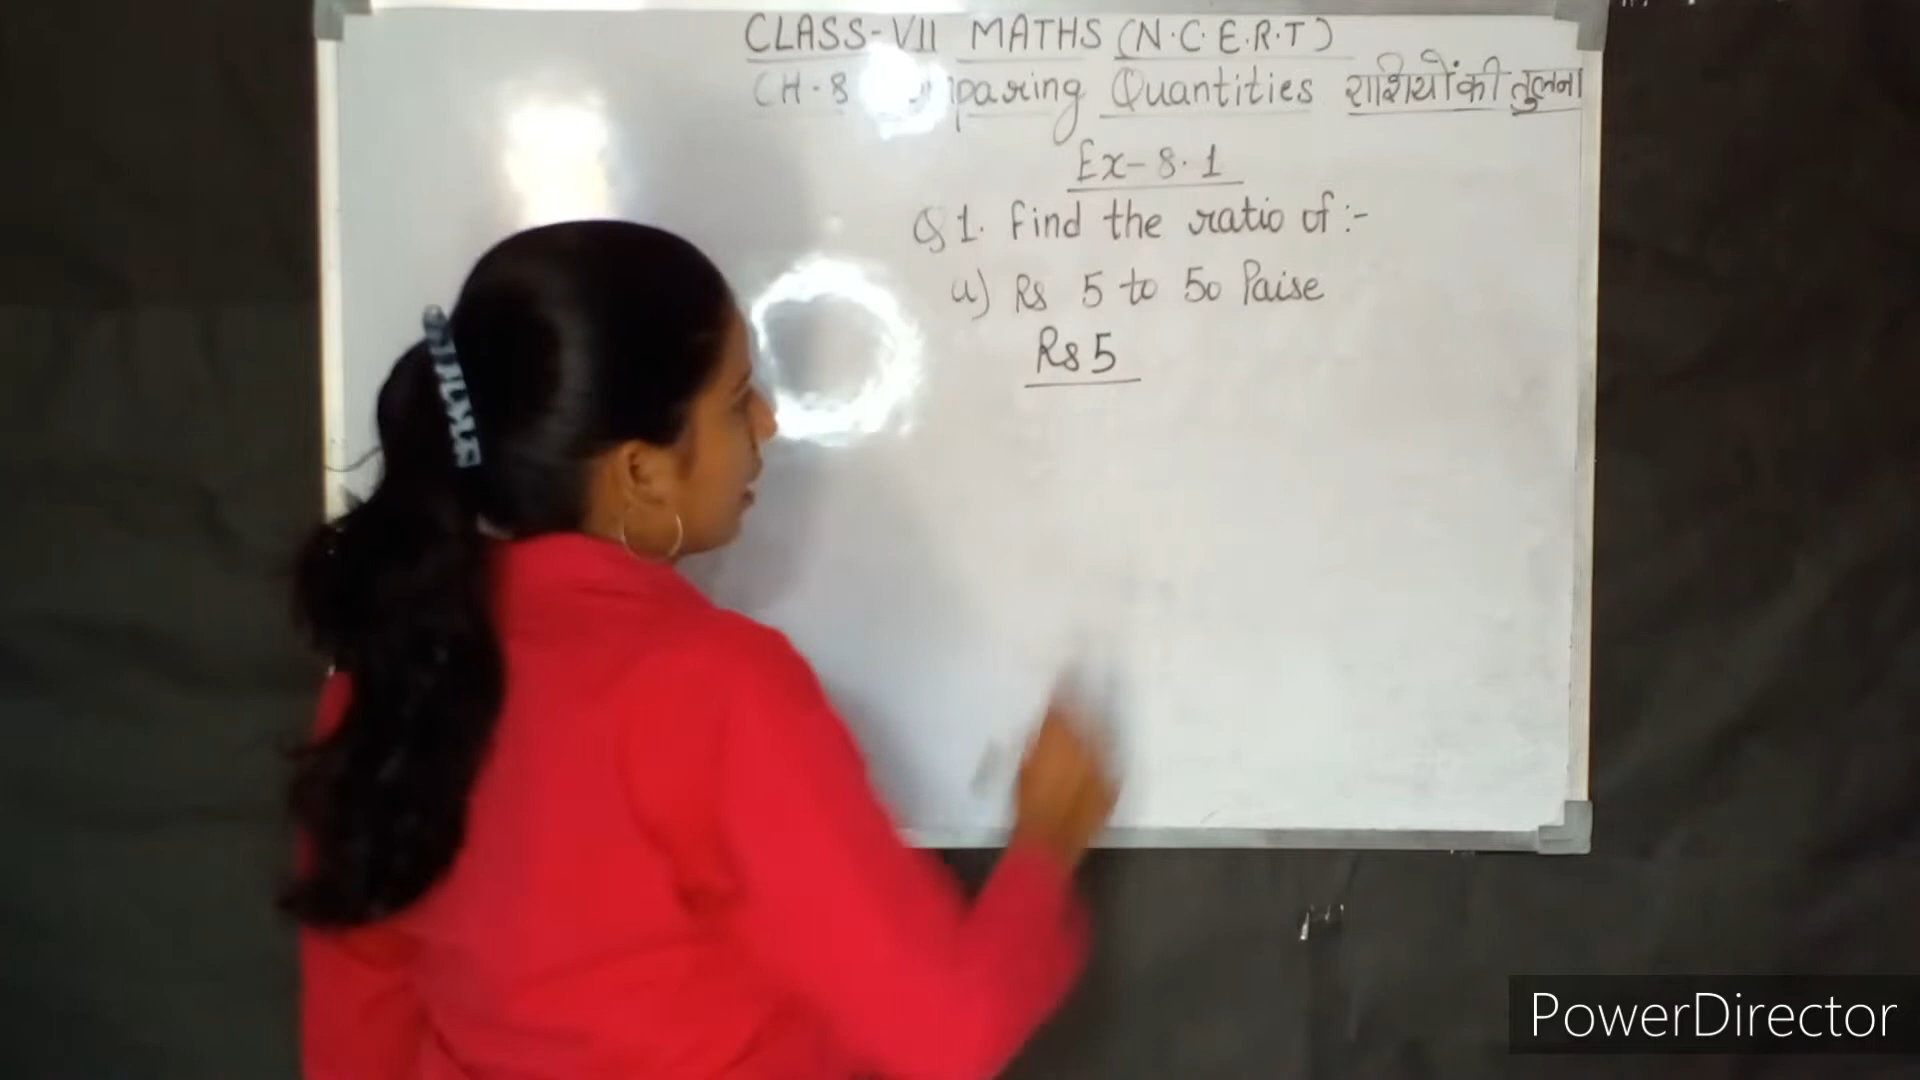 CLASS-VII MATHS (N.C.E.R.T)
CH-8 paring Quantities राशियों की तुलना
Ex-8.1
Q1. Find the ratio of:-
a) Rs 5 to 50 Paise
Rs 5
PowerDirector